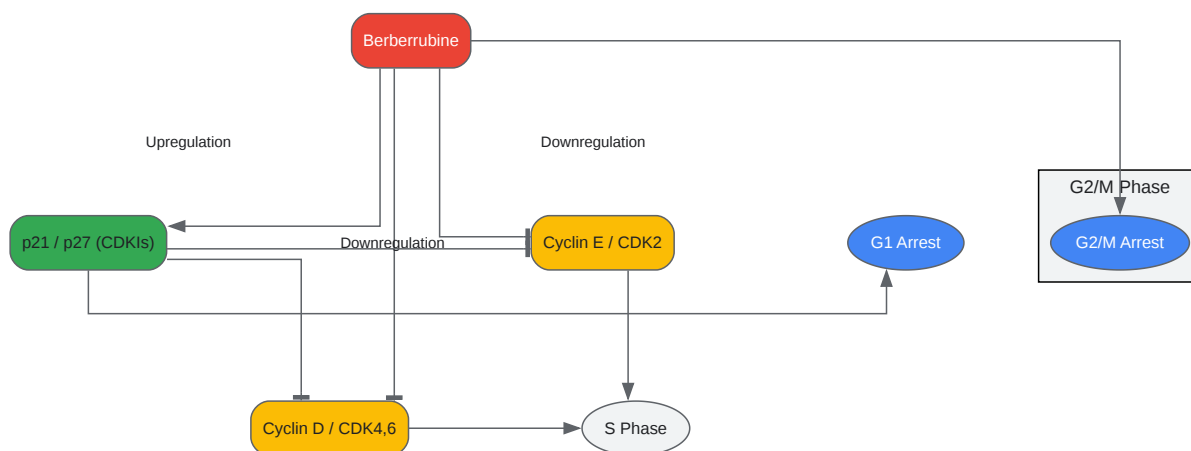 Berberrubine
Upregulation
Downregulation
G2/M Phase
p21 / p27 (CDKIs)
Downregulation
Cyclin E / CDK2
G1 Arrest
G2/M Arrest
Cyclin D / CDK4,6
S Phase